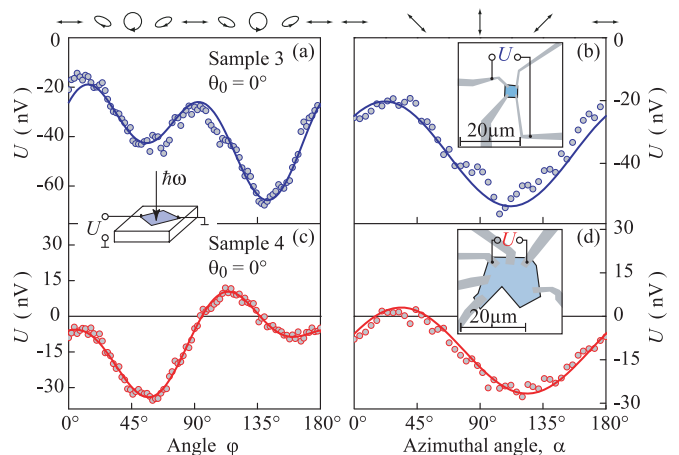 (a)
Sample 3
θ0 = 0°
U ( nV )
0
-20
-40
-60
ħω
U
(b)
U
20µm
0
-20
-40
U ( nV )
(c)
Sample 4
θ0 = 0°
U ( nV )
30
15
0
-15
-30
0° 45° 90° 135° 180°
Angle φ
(d)
U
20µm
30
15
0
-15
-30
U ( nV )
0° 45° 90° 135° 180°
Azimuthal angle, α